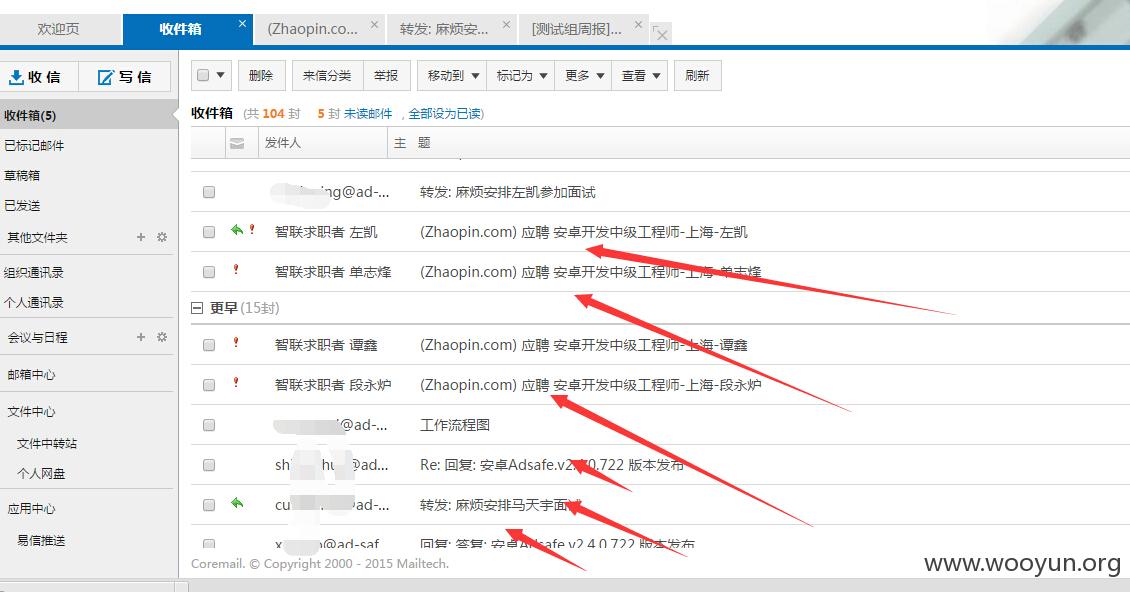 欢迎页 收件箱 (Zhaopin.co... 转发: 麻烦安... [测试组周报]...
收 信 写 信
删除 来信分类 举报 移动到 标记为 更多 查看 刷新
收件箱(5)
已标记邮件
草稿箱
已发送
其他文件夹
组织通讯录
个人通讯录
会议与日程
邮箱中心
文件中心
文件中转站
个人网盘
应用中心
易信推送
收件箱 (共 104 封 5 封 未读邮件 , 全部设为已读)
发件人 主 题
ng@ad-... 转发: 麻烦安排左凯参加面试
智联求职者 左凯 (Zhaopin.com) 应聘 安卓开发中级工程师-上海-左凯
智联求职者 单志烽 (Zhaopin.com) 应聘 安卓开发中级工程师-上海-单志烽
更早(15封)
智联求职者 谭鑫 (Zhaopin.com) 应聘 安卓开发中级工程师-上海-谭鑫
智联求职者 段永炉 (Zhaopin.com) 应聘 安卓开发中级工程师-上海-段永炉
@ad-... 工作流程图
sh @ad... Re: 回复: 安卓Adsafe.v2. 0.722 版本发布
cu @ad-... 转发: 麻烦安排马天宇面试
@ad-saf 回复: 答复: 安卓Adsafe.v2.4.0.722 版本发布
Coremail. © Copyright 2000 - 2015 Mailtech.
www.wooyun.org